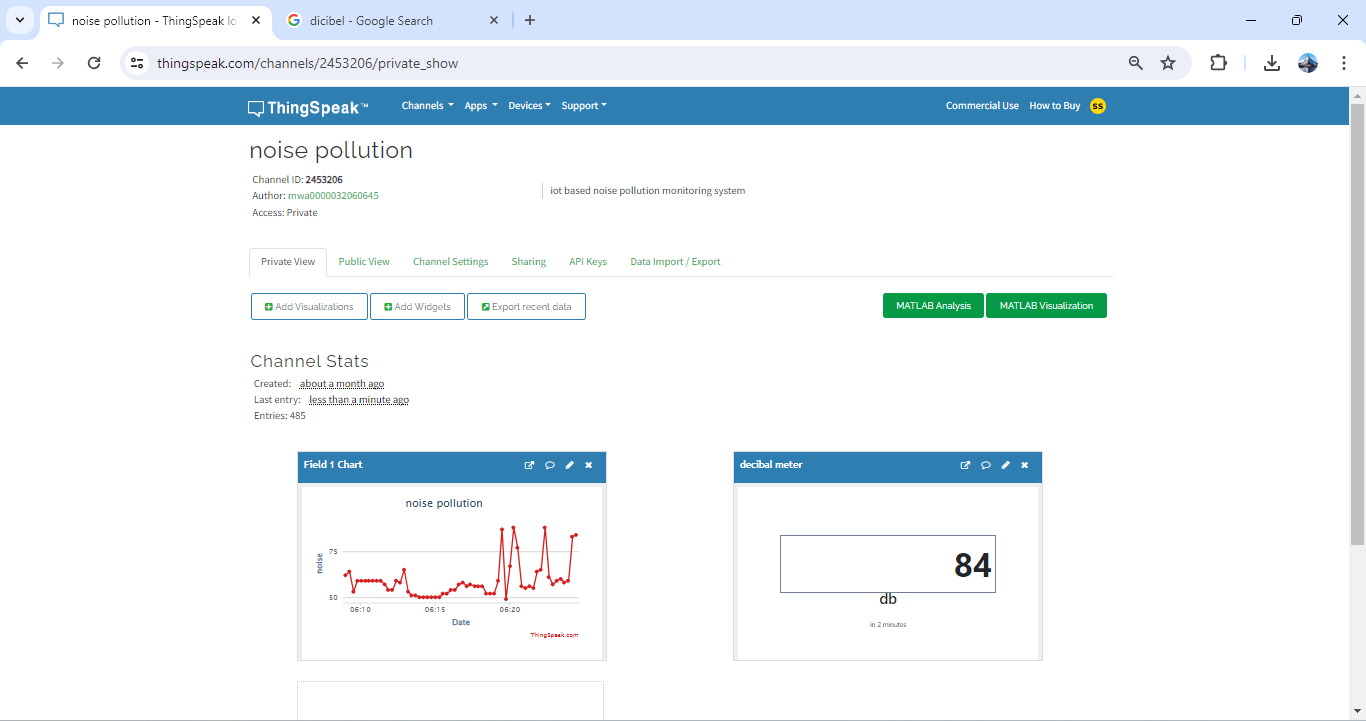 noise pollution - ThingSpeak Io
dicibel - Google Search
thingspeak.com/channels/2453206/private_show
ThingSpeak™
Channels
Apps
Devices
Support
Commercial Use
How to Buy
SS
noise pollution
Channel ID: 2453206
Author: mwa0000032060645
Access: Private
iot based noise pollution monitoring system
Private View
Public View
Channel Settings
Sharing
API Keys
Data Import / Export
Add Visualizations
Add Widgets
Export recent data
MATLAB Analysis
MATLAB Visualization
Channel Stats
Created: about a month ago
Last entry: less than a minute ago
Entries: 485
Field 1 Chart
noise pollution
noise
75
50
06:10
06:15
06:20
Date
ThingSpeak.com
decibal meter
84
db
in 2 minutes